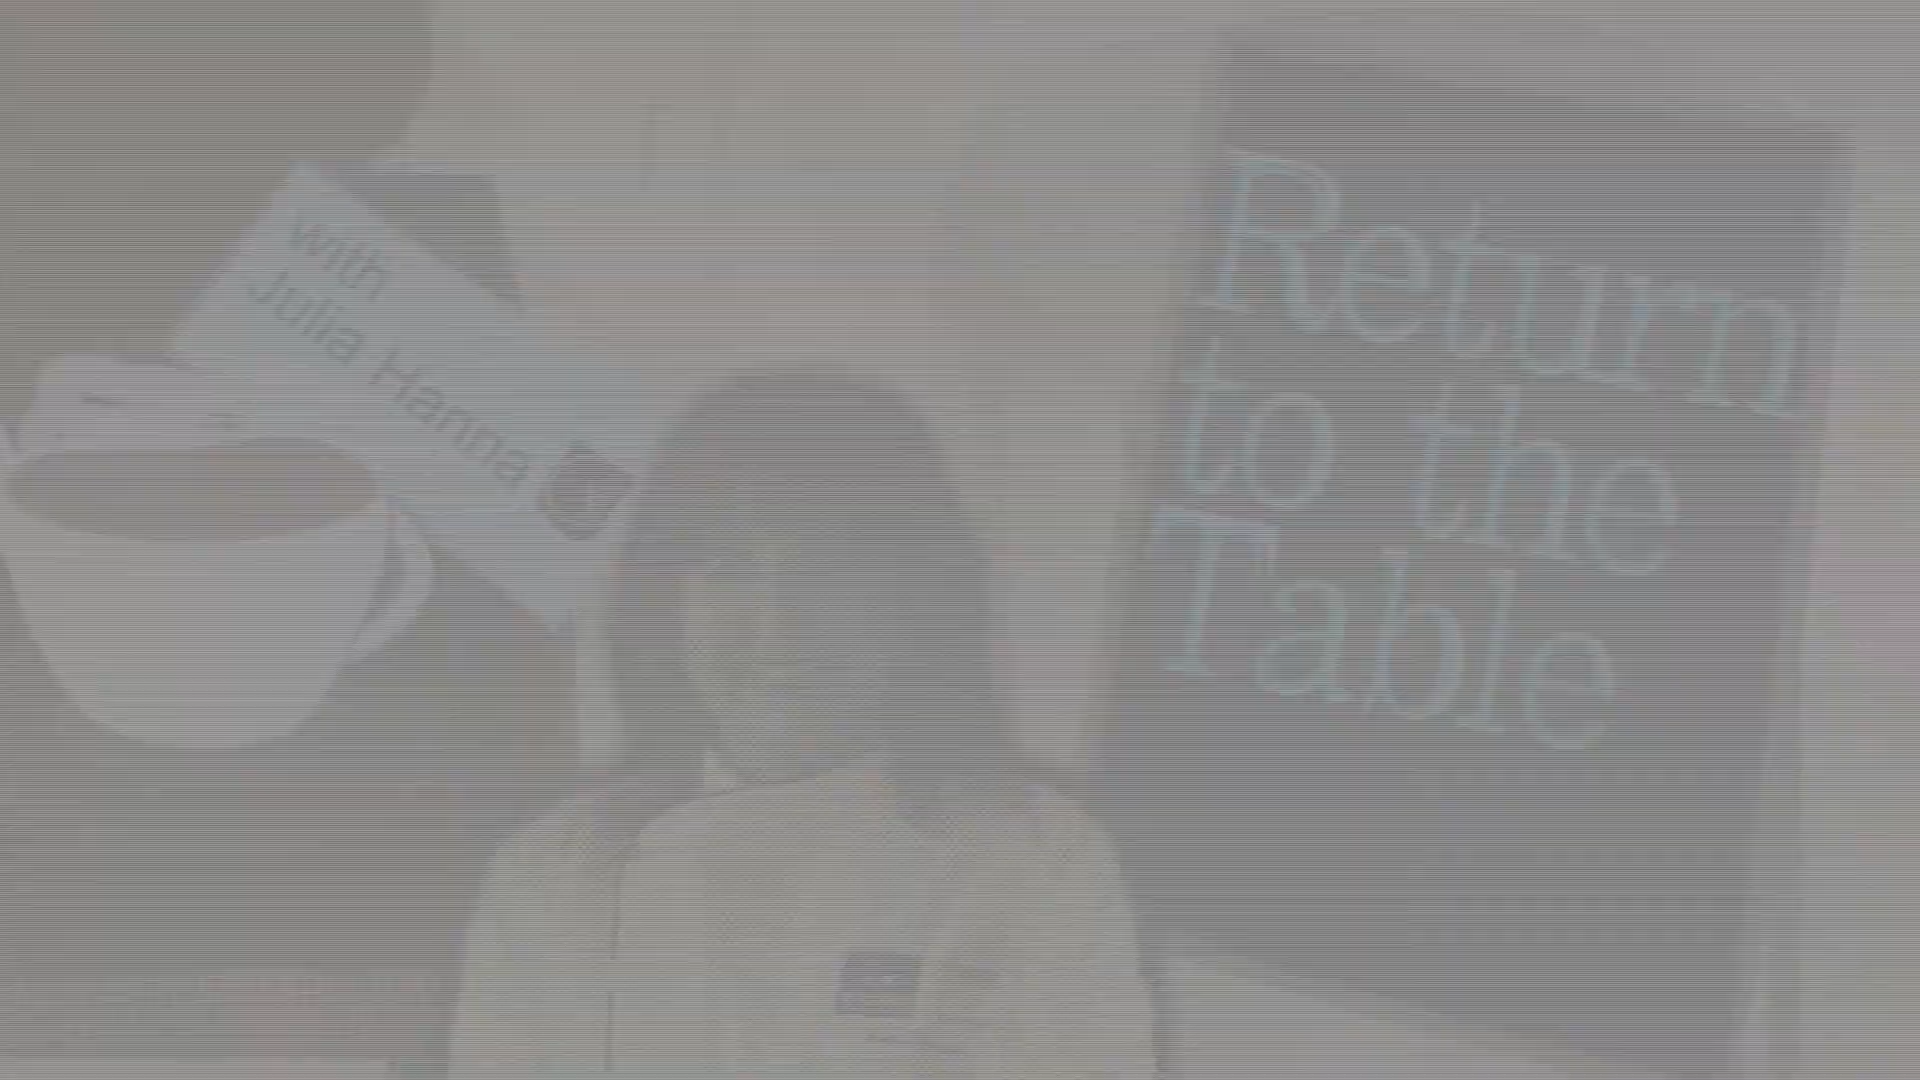 with
Julia Hanna
Return
to the
Table